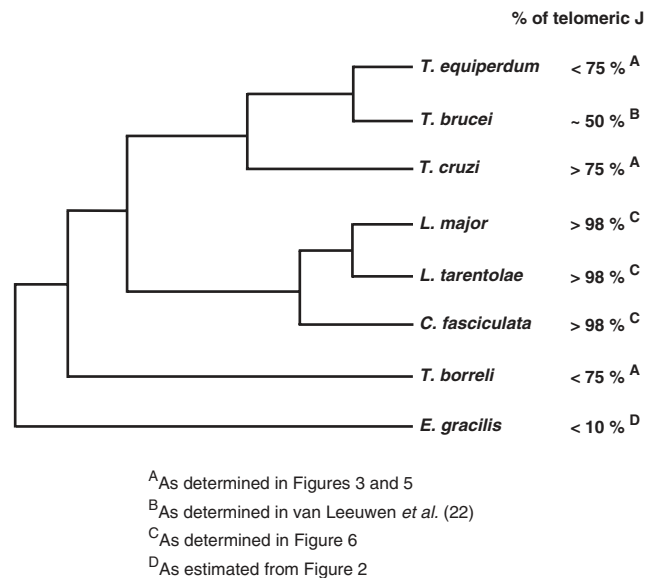 % of telomeric J
T. equiperdum < 75 % A
T. brucei ~ 50 % B
T. cruzi > 75 % A
L. major > 98 % C
L. tarentolae > 98 % C
C. fasciculata > 98 % C
T. borreli < 75 % A
E. gracilis < 10 % D
AAs determined in Figures 3 and 5
BAs determined in van Leeuwen et al. (22)
CAs determined in Figure 6
DAs estimated from Figure 2